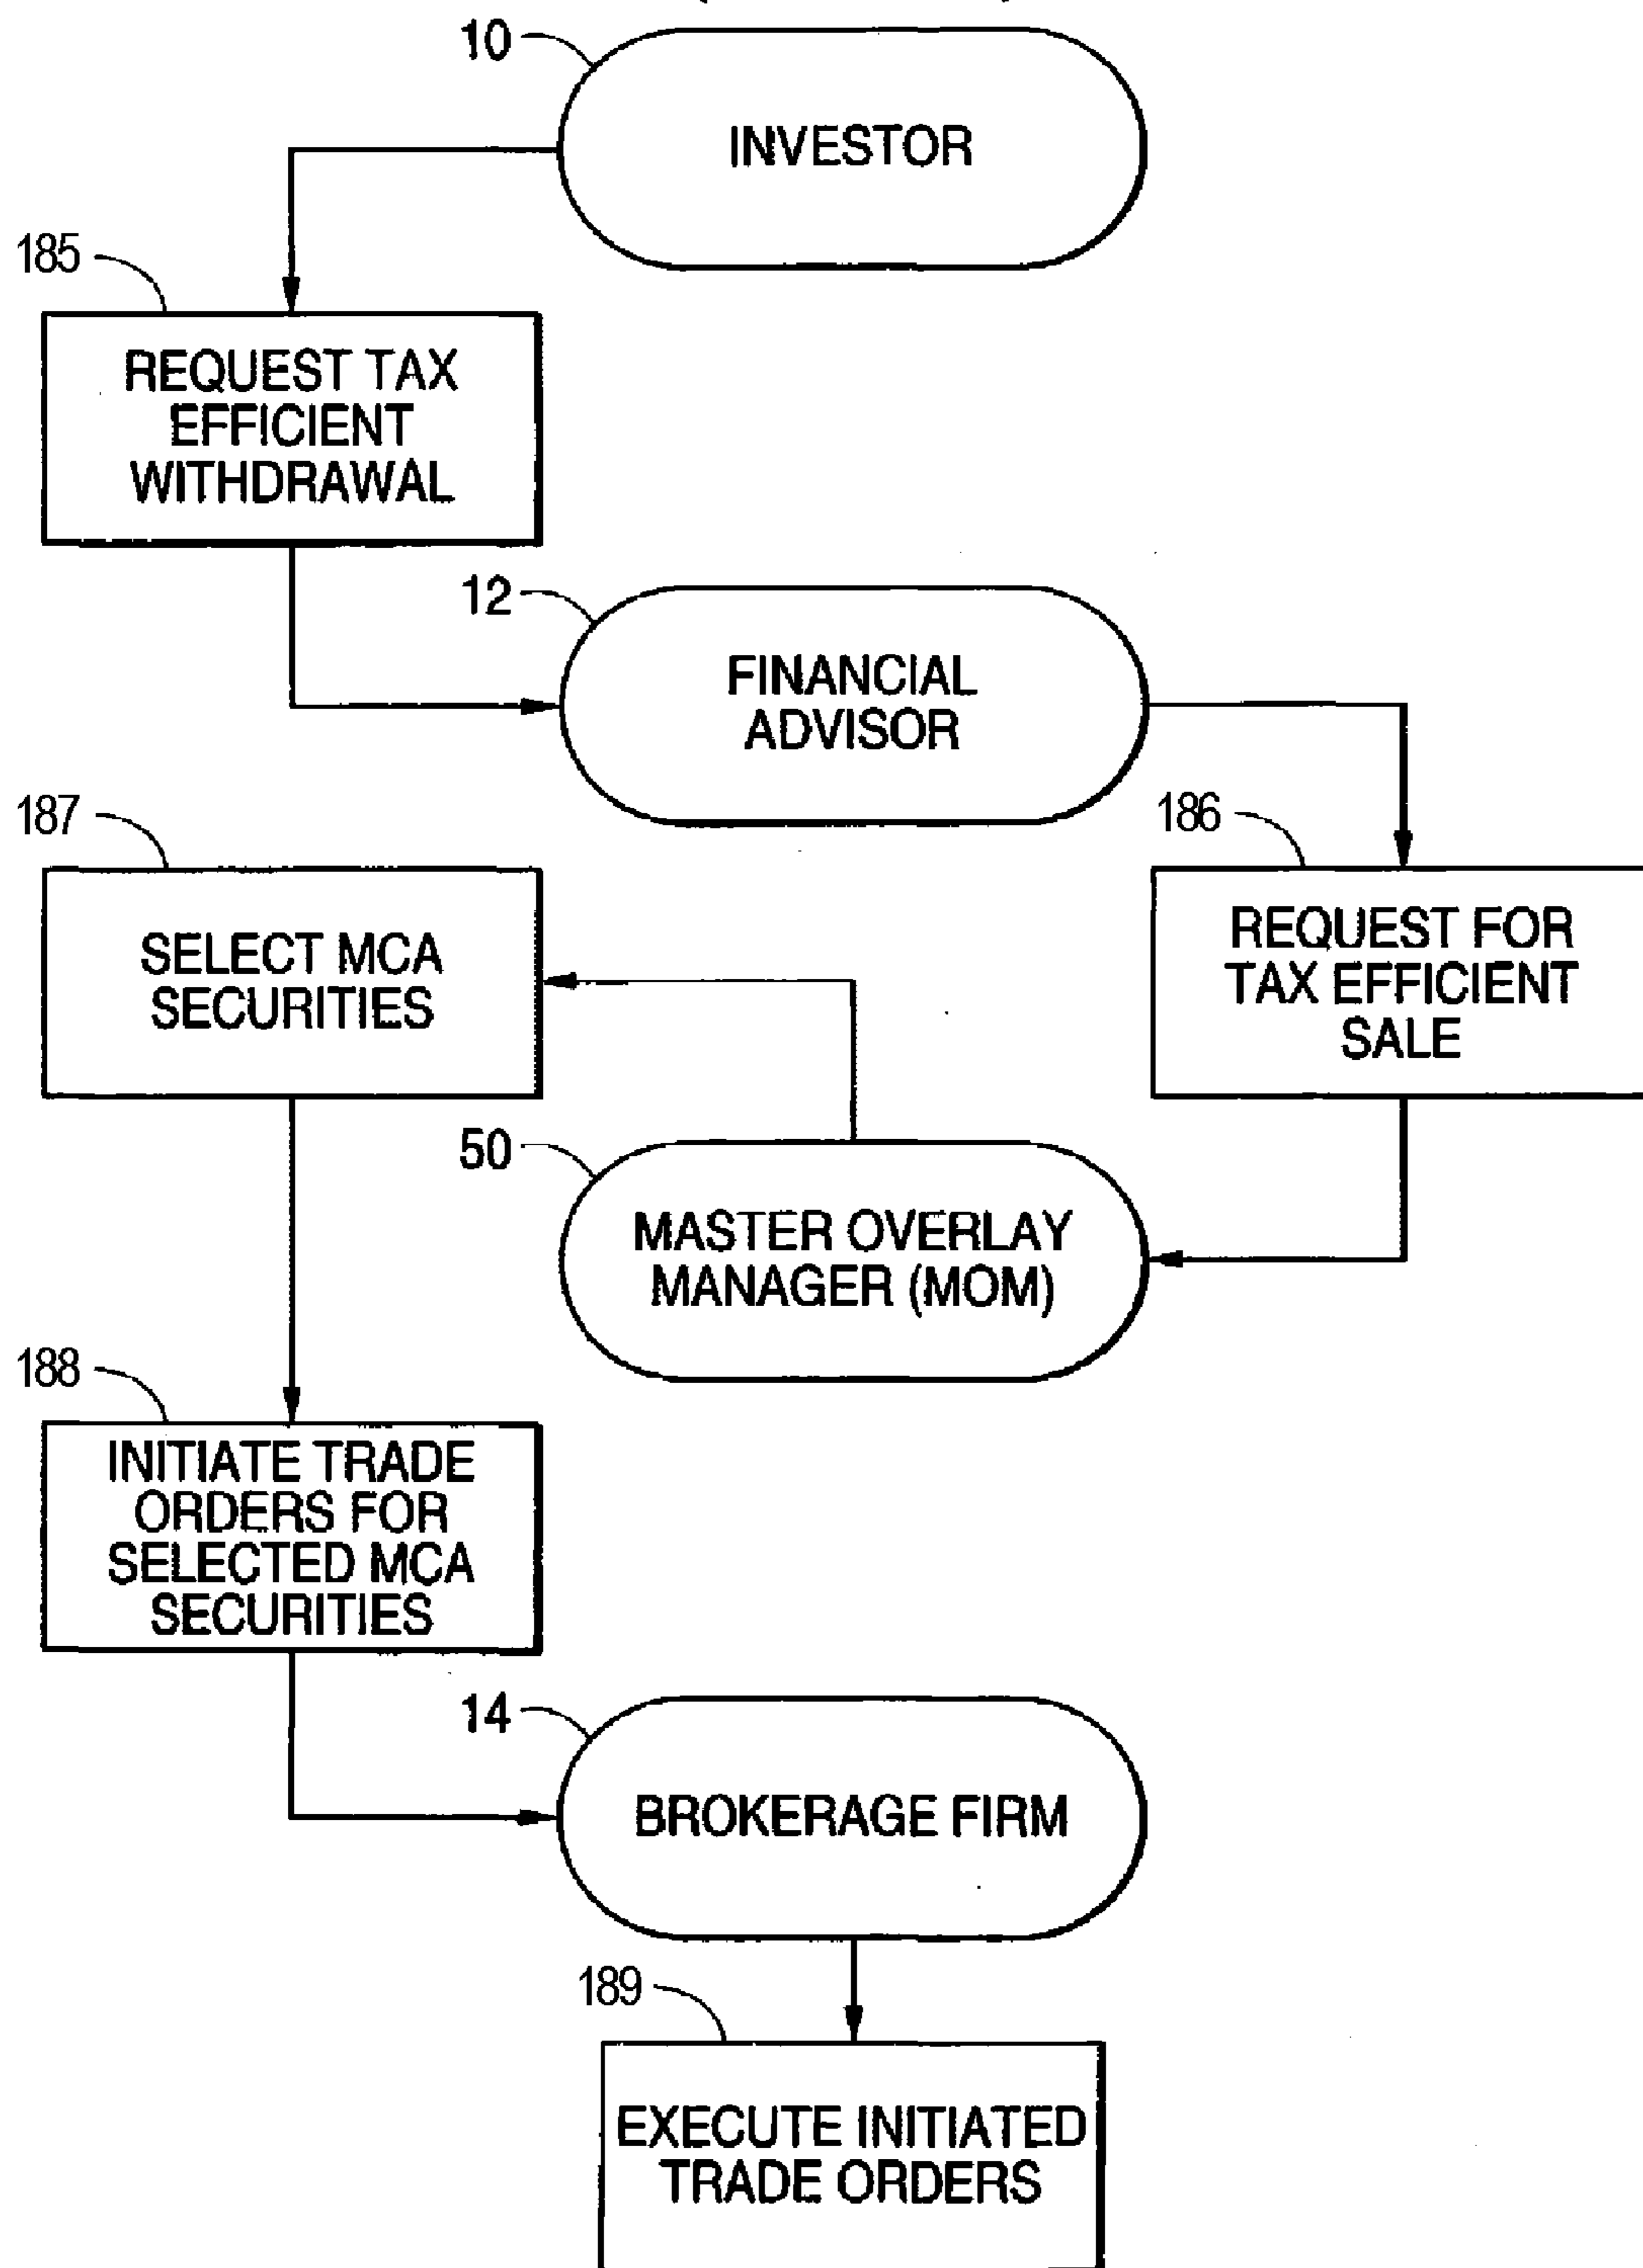 10
INVESTOR
185
REQUEST TAX
EFFICIENT
WITHDRAWAL
12
FINANCIAL
ADVISOR
187
SELECT MCA
SECURITIES
186
REQUEST FOR
TAX EFFICIENT
SALE
50
MASTER OVERLAY
MANAGER (MOM)
188
INITIATE TRADE
ORDERS FOR
SELECTED MCA
SECURITIES
14
BROKERAGE FIRM
189
EXECUTE INITIATED
TRADE ORDERS